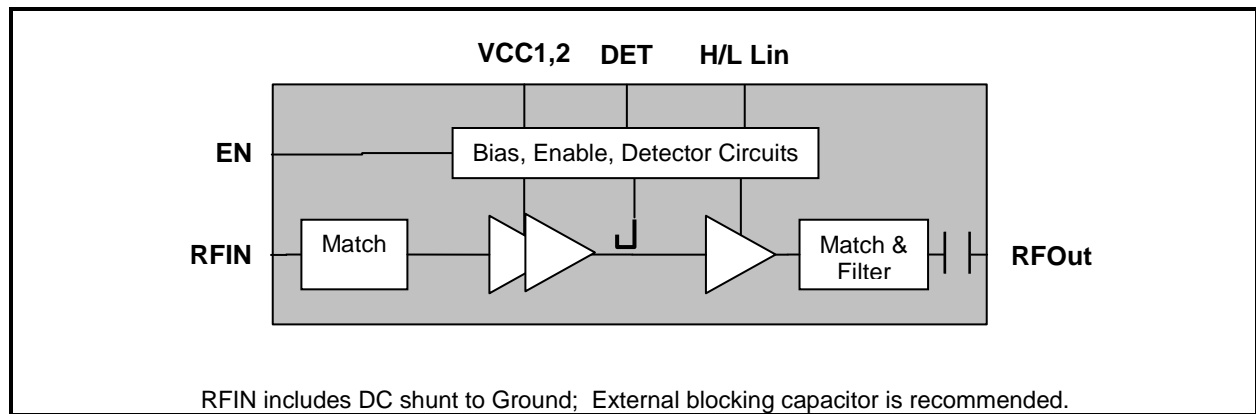 VCC1,2 DET H/L Lin
EN
Bias, Enable, Detector Circuits
RFIN
Match
Match &
Filter
RFOut
RFIN includes DC shunt to Ground; External blocking capacitor is recommended.